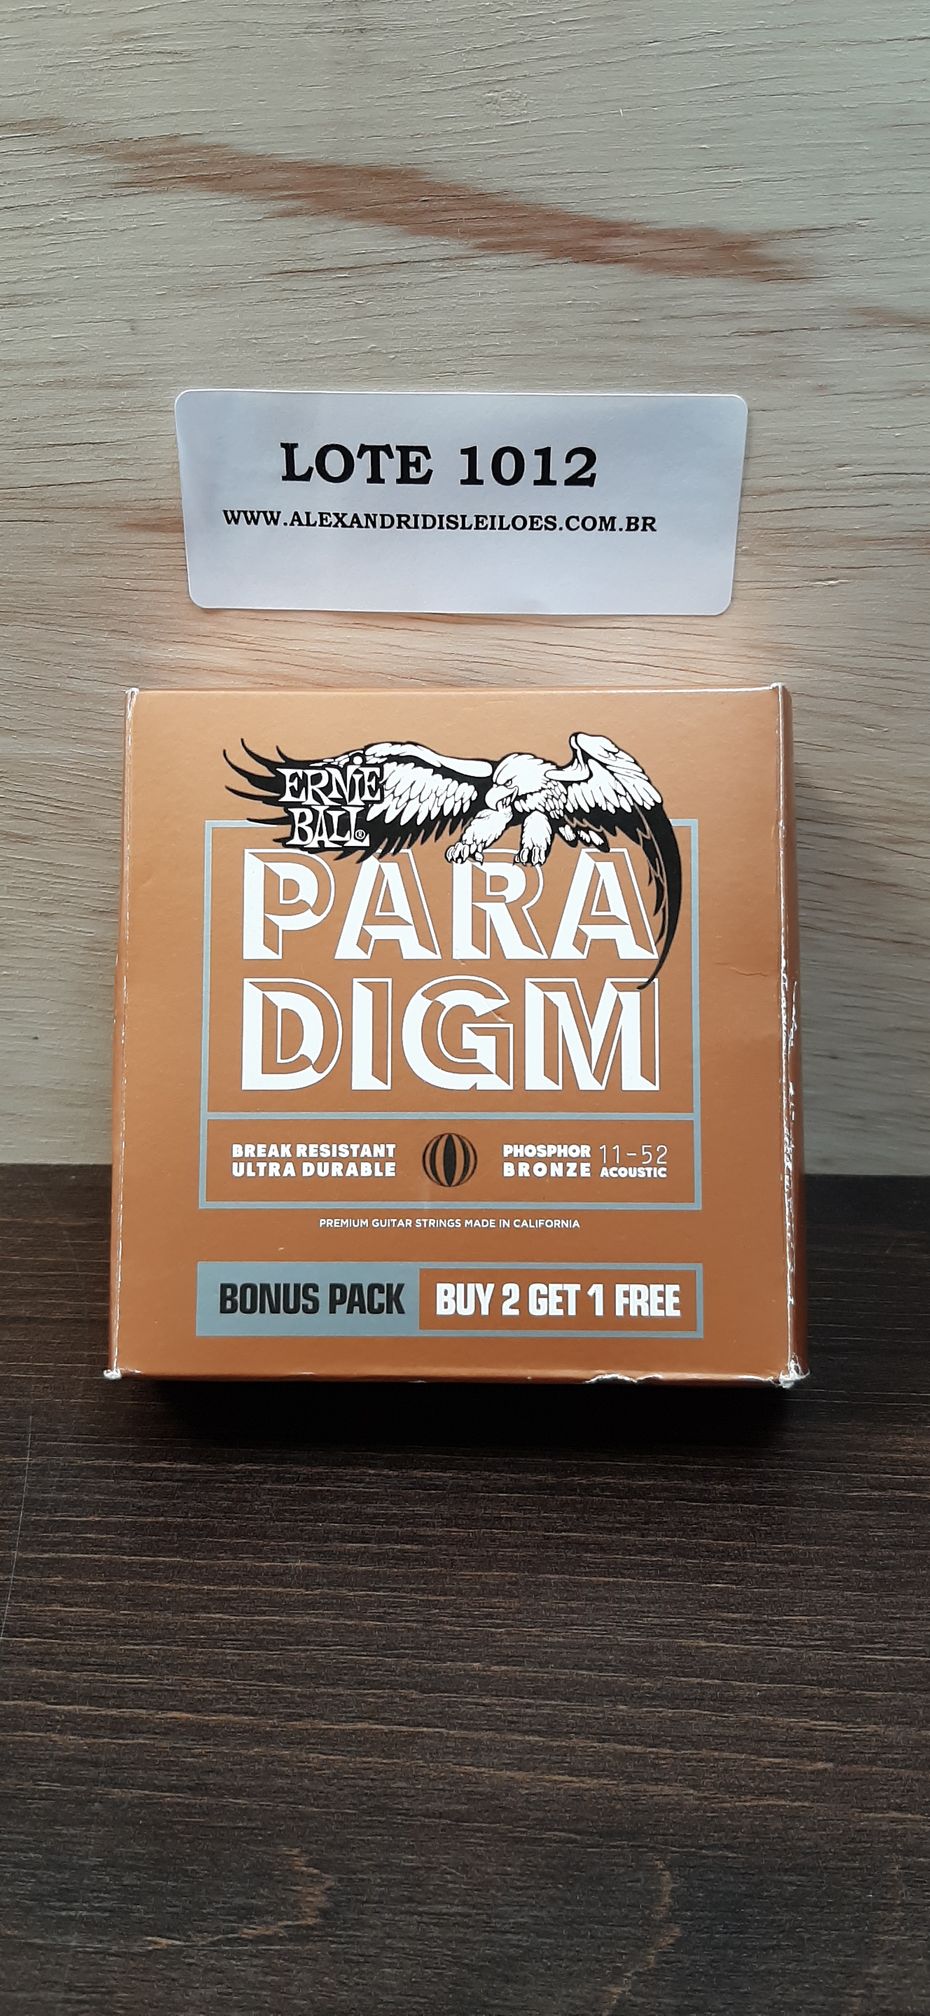 LOTE 1012
WWW.ALEXANDRIDISLEILOES.COM.BR
ERNIE
BALL®
PARA
DIGM
BREAK RESISTANT
ULTRA DURABLE
PHOSPHOR
BRONZE
11-52
ACOUSTIC
PREMIUM GUITAR STRINGS MADE IN CALIFORNIA
BONUS PACK
BUY 2 GET 1 FREE